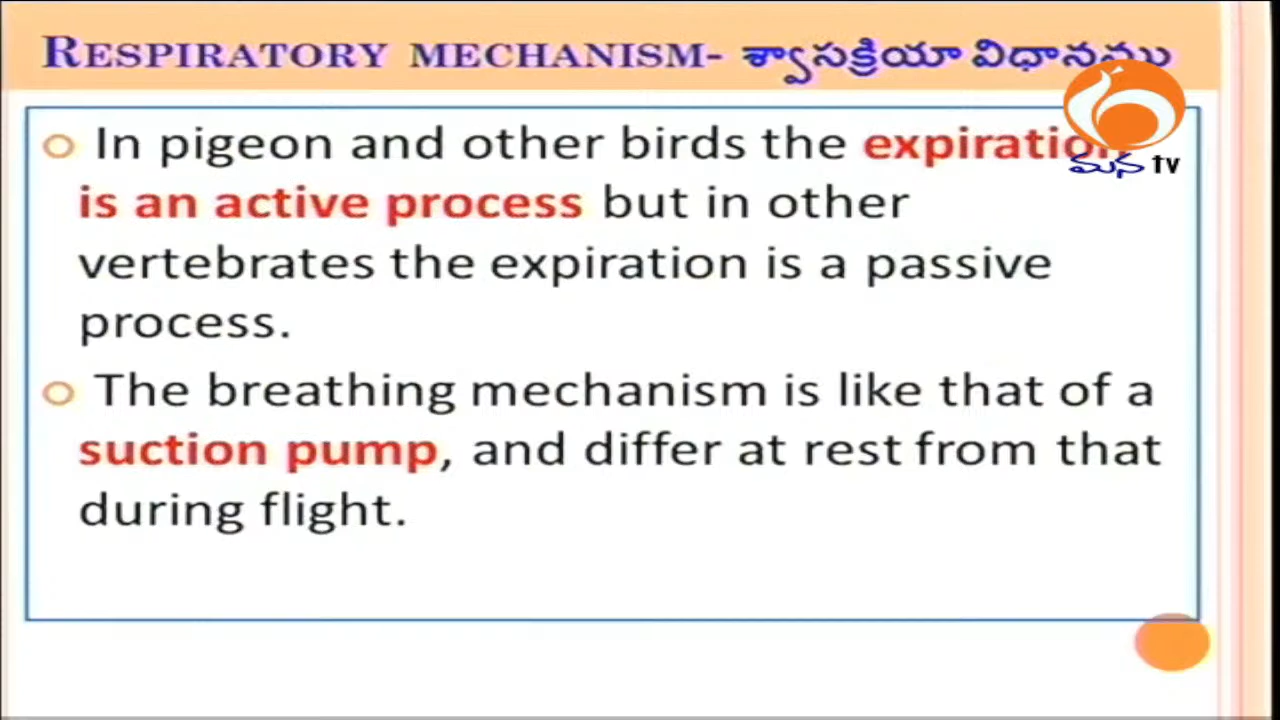 RESPIRATORY MECHANISM- శ్వాసక్రియా విధానము
In pigeon and other birds the expiration
is an active process but in other
vertebrates the expiration is a passive
process.
The breathing mechanism is like that of a
suction pump, and differ at rest from that
during flight.
మన tv